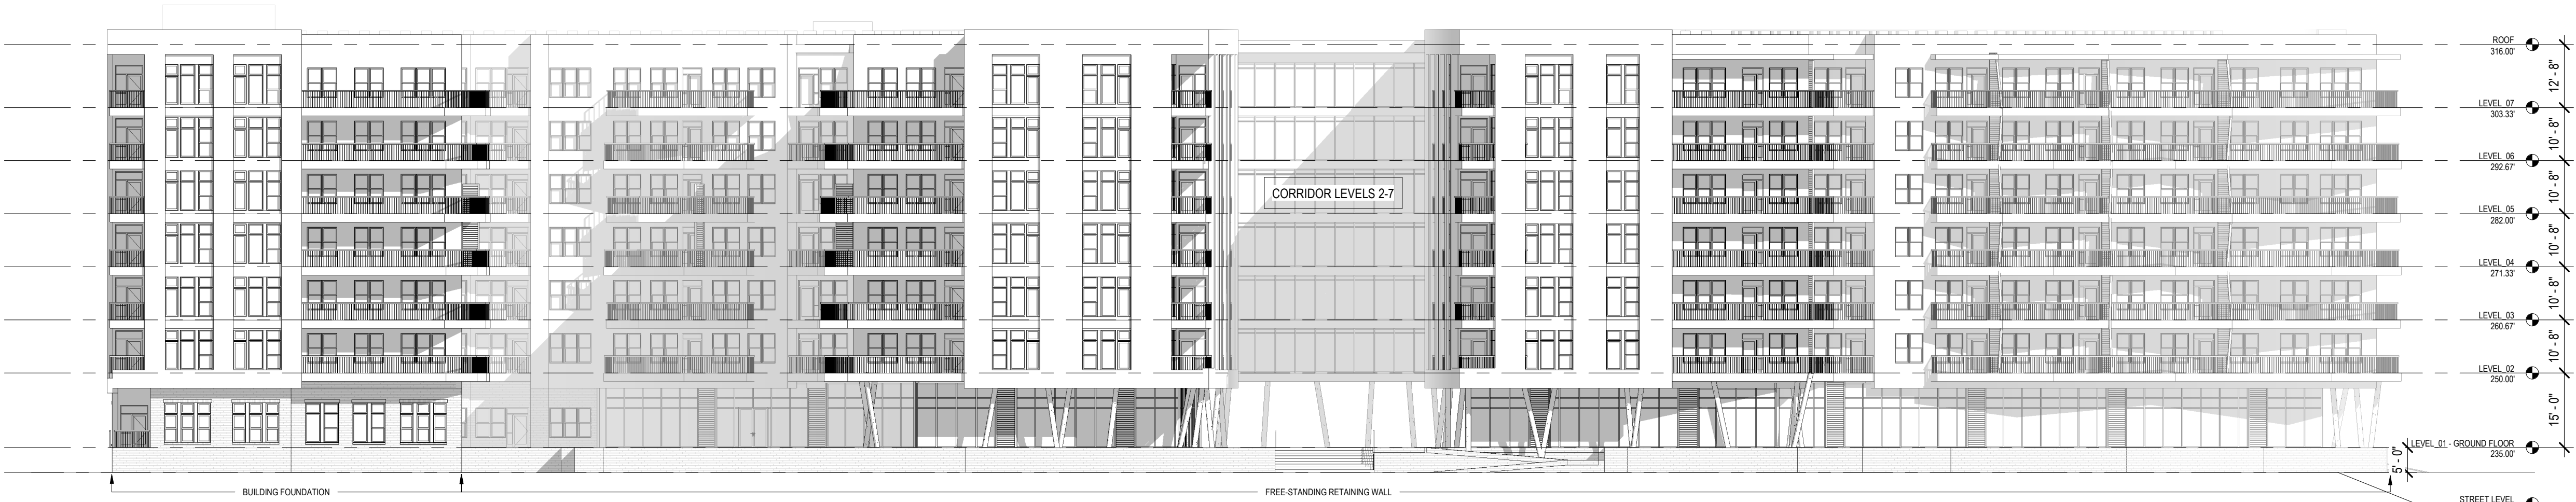 ROOF
316.00'
12' - 8"
LEVEL_07
303.33'
10' - 8"
LEVEL_06
292.67'
10' - 8"
CORRIDOR LEVELS 2-7
LEVEL_05
282.00'
10' - 8"
LEVEL_04
271.33'
10' - 8"
LEVEL_03
260.67'
10' - 8"
LEVEL_02
250.00'
15' - 0"
LEVEL_01 - GROUND FLOOR
235.00'
5' - 0"
BUILDING FOUNDATION
FREE-STANDING RETAINING WALL
STREET LEVEL